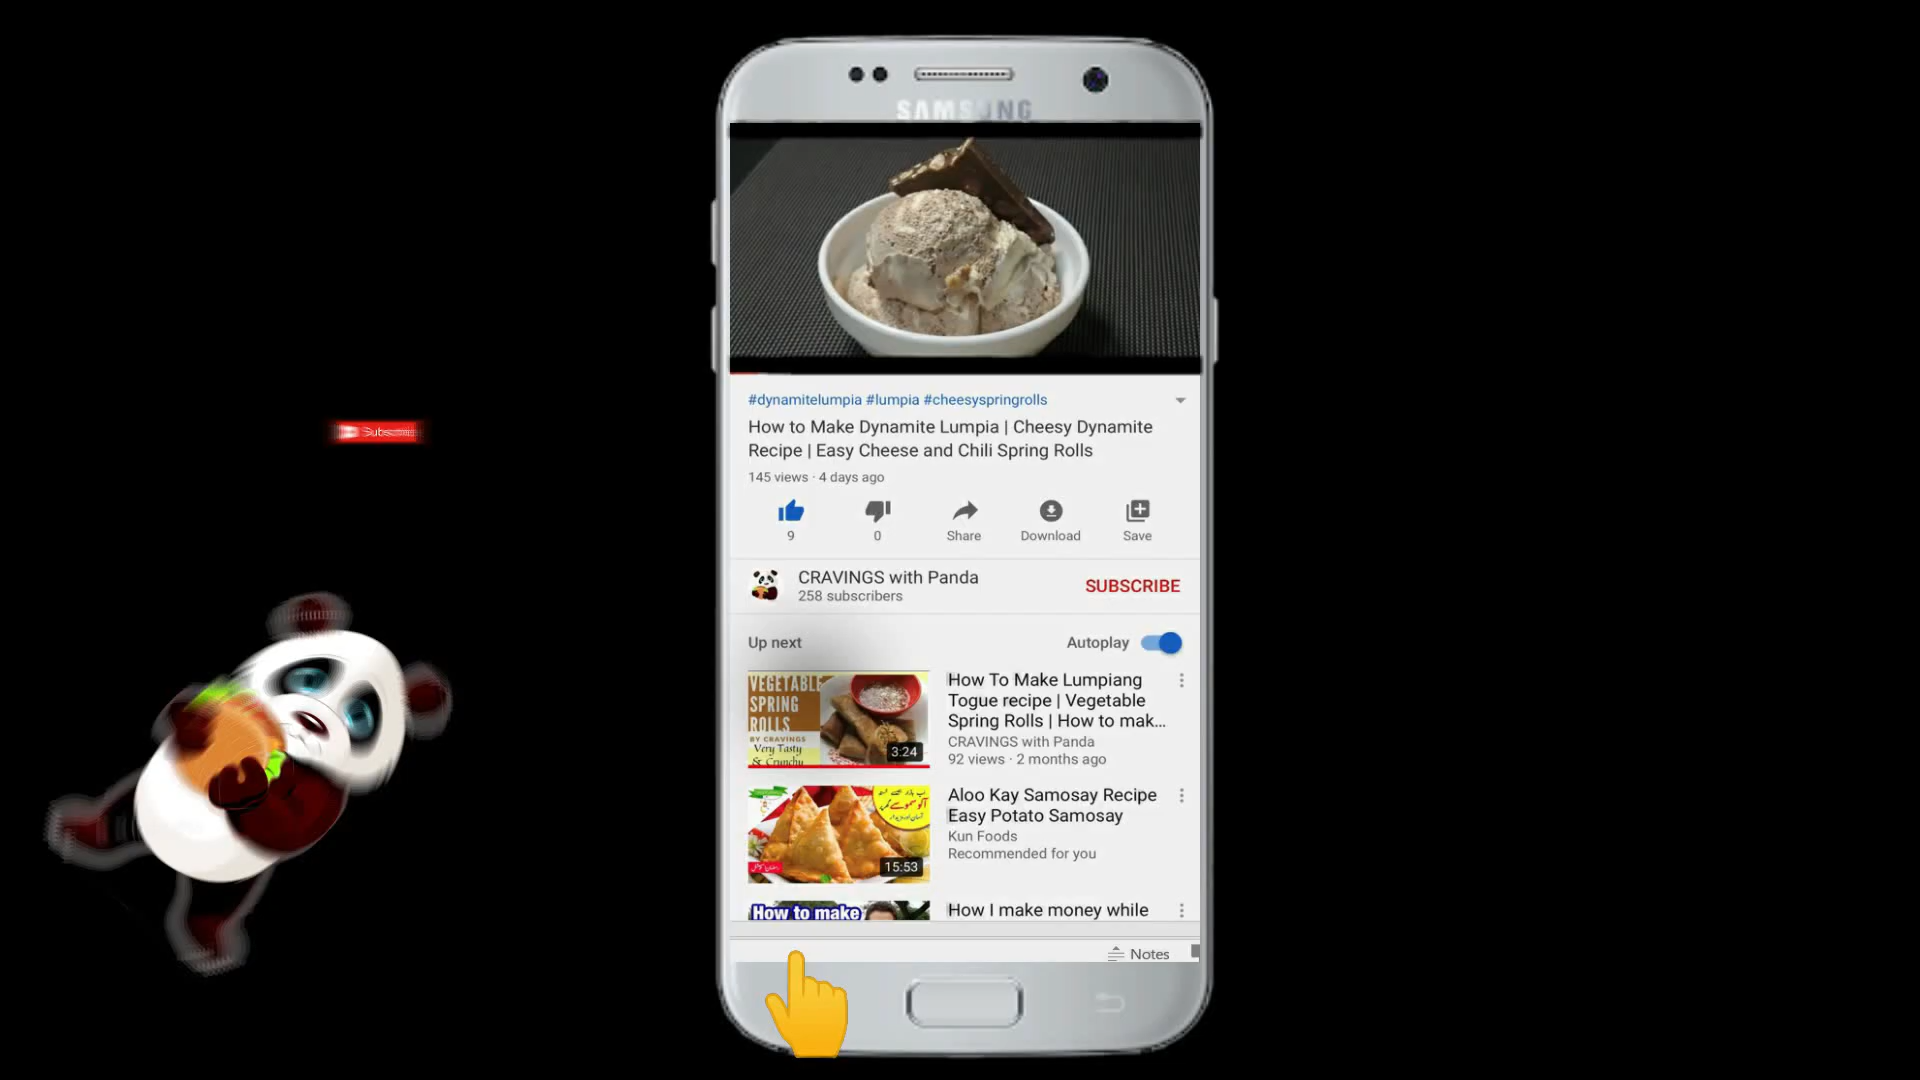 SAMSUNG
#dynamitelumpia #lumpia #cheesyspringrolls
How to Make Dynamite Lumpia | Cheesy Dynamite
Recipe | Easy Cheese and Chili Spring Rolls
145 views · 4 days ago
9
0
Share
Download
Save
Subscribe
CRAVINGS with Panda
258 subscribers
SUBSCRIBE
Up next
Autoplay
VEGETABLE
SPRING
ROLLS
BY CRAVINGS
Very Tasty
& Crunchy
3:24
How To Make Lumpiang
Togue recipe | Vegetable
Spring Rolls | How to mak...
CRAVINGS with Panda
92 views · 2 months ago
15:53
Aloo Kay Samosay Recipe
Easy Potato Samosay
Kun Foods
Recommended for you
How to make
How I make money while
Notes